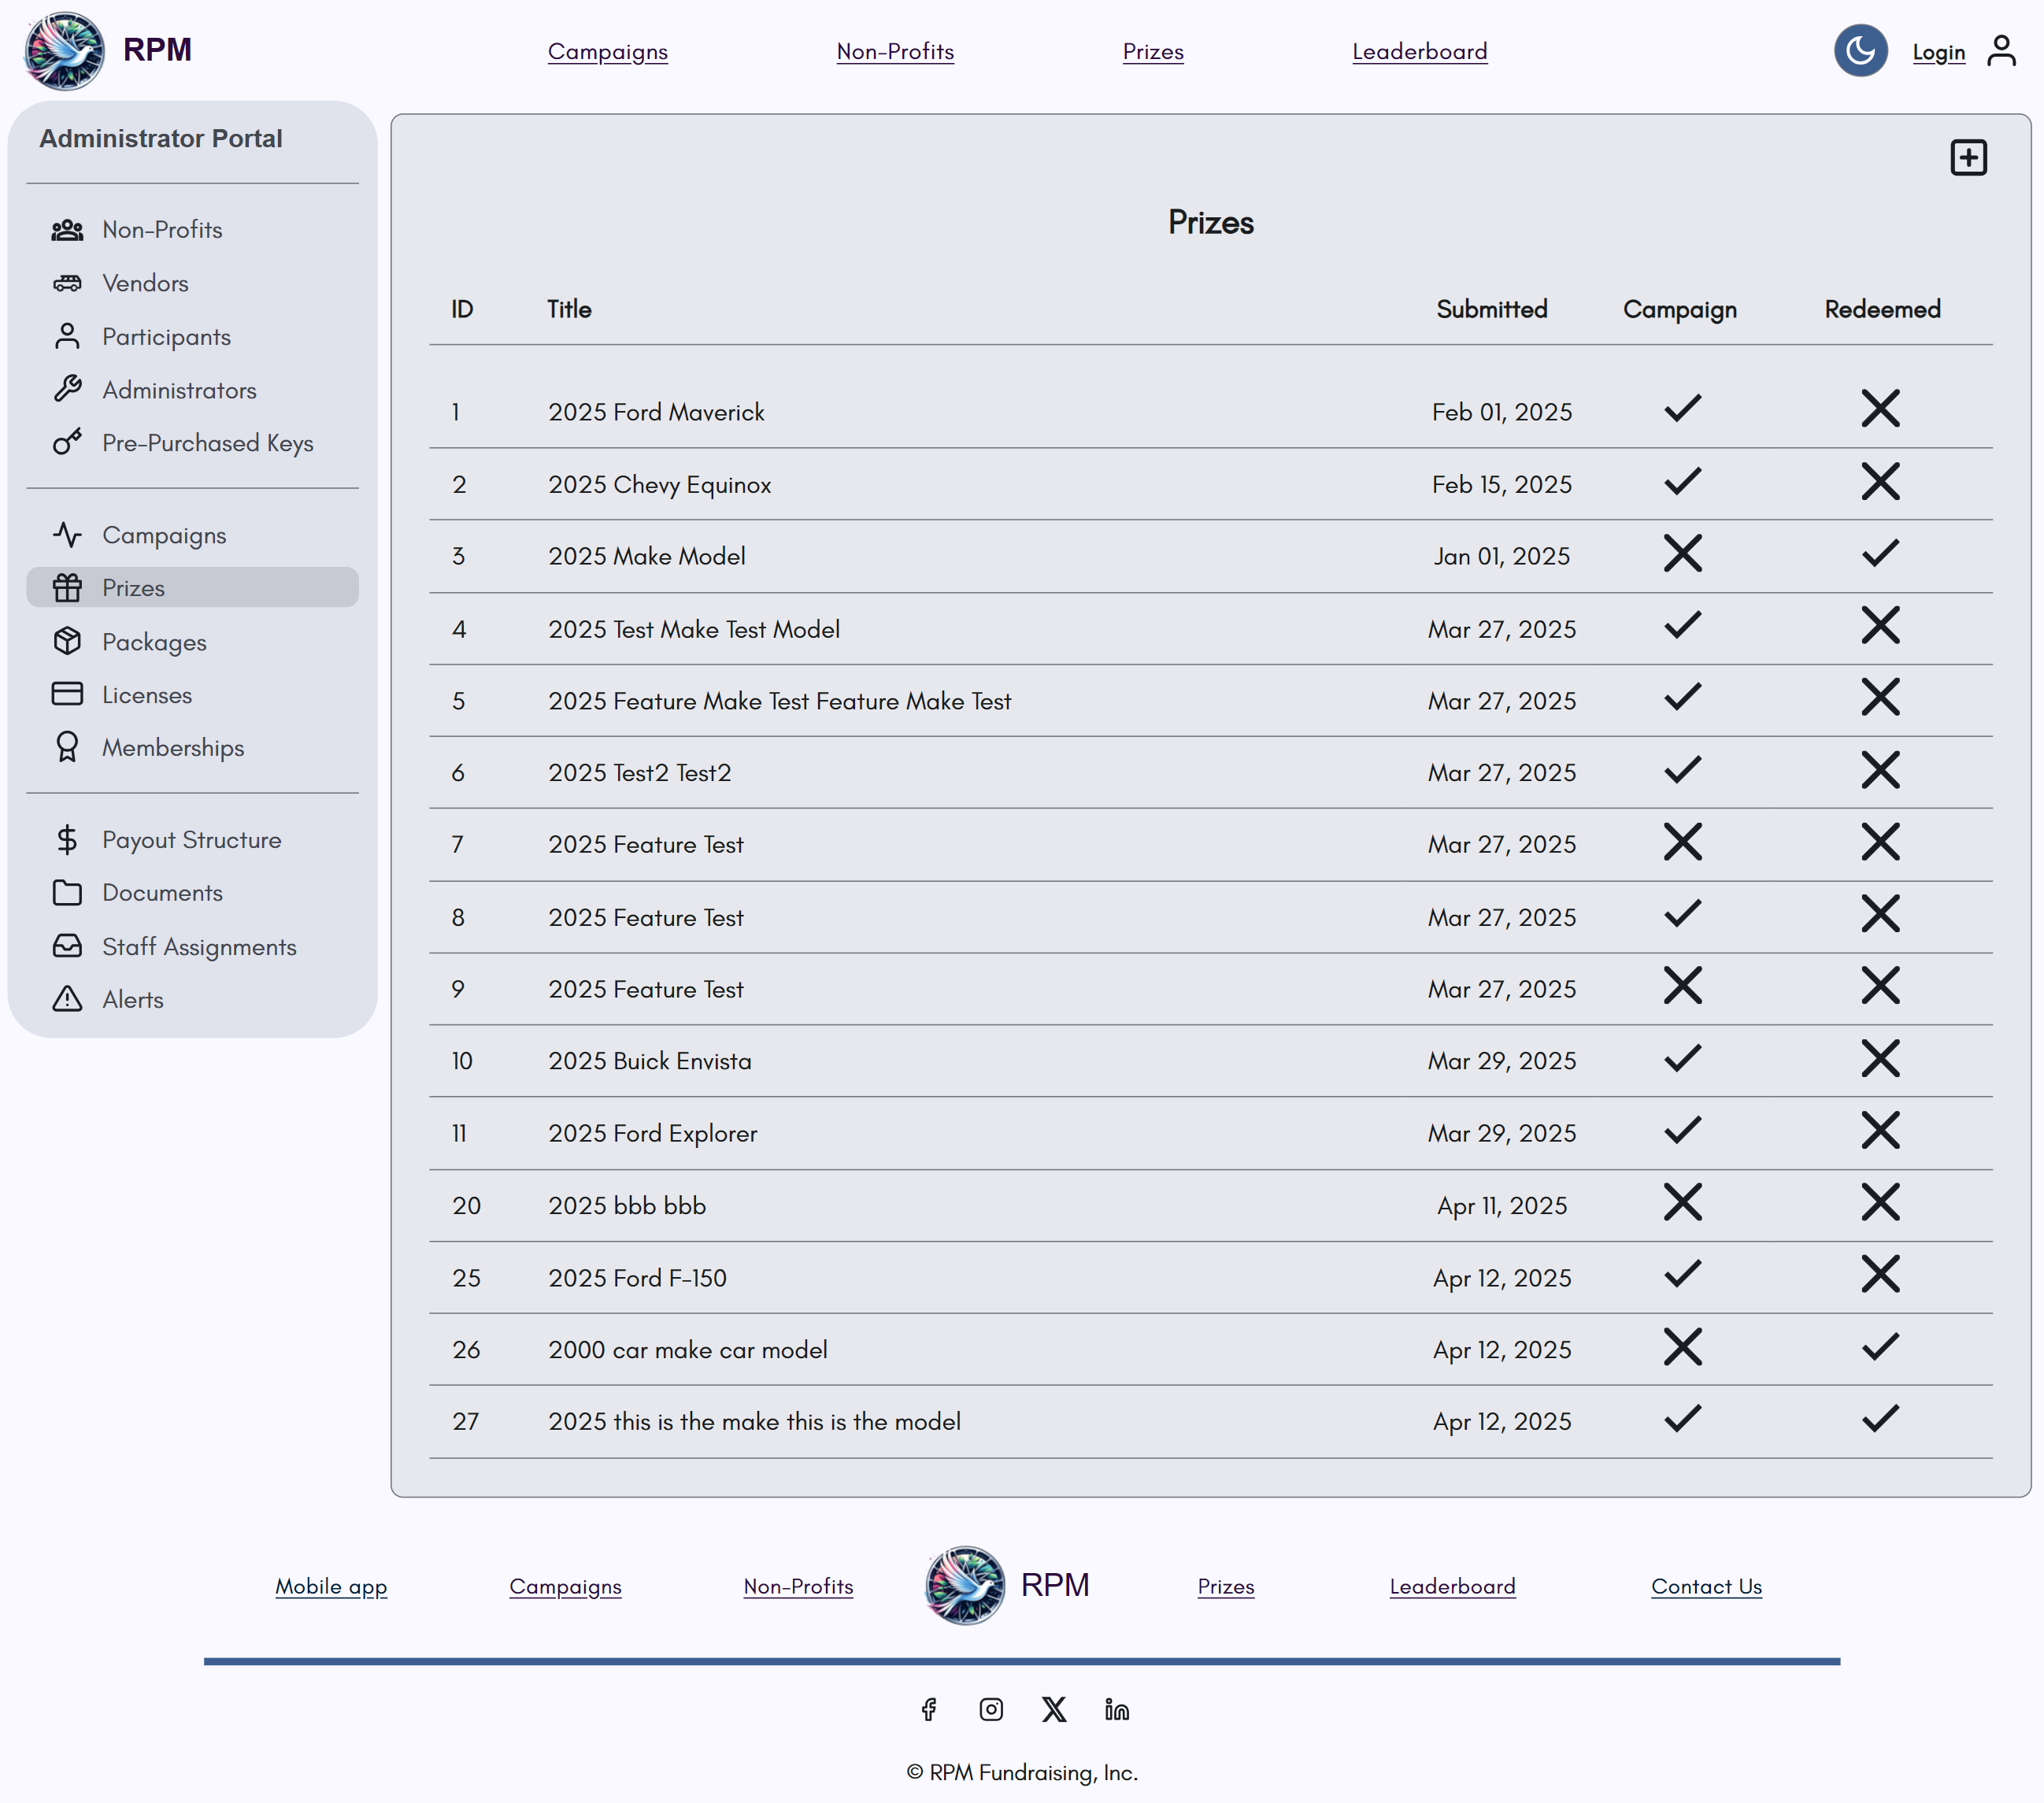 RPM
Campaigns Non-Profits Prizes Leaderboard Login
Administrator Portal
Non-Profits
Vendors
Participants
Administrators
Pre-Purchased Keys
Campaigns
Prizes
Packages
Licenses
Memberships
Payout Structure
Documents
Staff Assignments
Alerts
Prizes
ID Title Submitted Campaign Redeemed
1 2025 Ford Maverick Feb 01, 2025
2 2025 Chevy Equinox Feb 15, 2025
3 2025 Make Model Jan 01, 2025
4 2025 Test Make Test Model Mar 27, 2025
5 2025 Feature Make Test Feature Make Test Mar 27, 2025
6 2025 Test2 Test2 Mar 27, 2025
7 2025 Feature Test Mar 27, 2025
8 2025 Feature Test Mar 27, 2025
9 2025 Feature Test Mar 27, 2025
10 2025 Buick Envista Mar 29, 2025
11 2025 Ford Explorer Mar 29, 2025
20 2025 bbb bbb Apr 11, 2025
25 2025 Ford F-150 Apr 12, 2025
26 2000 car make car model Apr 12, 2025
27 2025 this is the make this is the model Apr 12, 2025
Mobile app Campaigns Non-Profits RPM Prizes Leaderboard Contact Us
© RPM Fundraising, Inc.